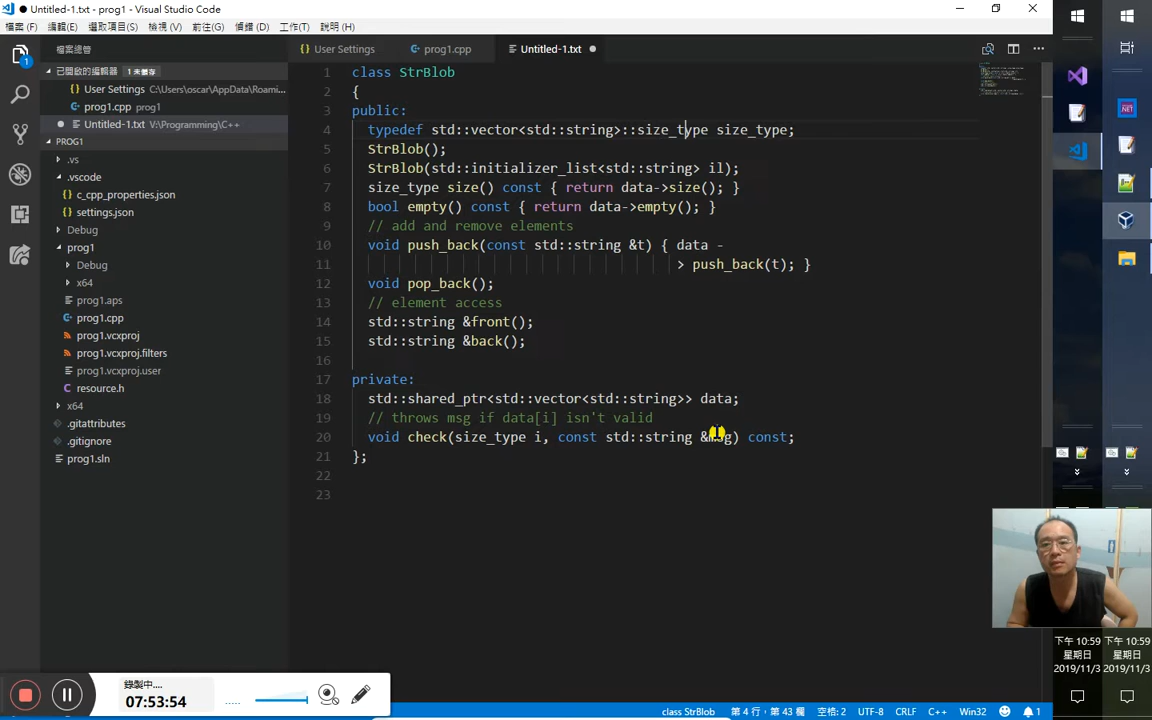 Untitled-1.txt - prog1 - Visual Studio Code
檔案 (F) 編輯(E) 選取項目(S) 檢視 (V) 前往(G) 偵錯 (D) 工作(T) 說明 (H)
檔案總管
User Settings
prog1.cpp
Untitled-1.txt
已開啟的編輯器 1 未儲存
User Settings C:\Users\oscar\AppData\Roami...
prog1.cpp prog1
Untitled-1.txt V:\Programming\C++
PROG1
.vs
.vscode
c_cpp_properties.json
settings.json
Debug
prog1
Debug
x64
prog1.aps
prog1.cpp
prog1.vcxproj
prog1.vcxproj.filters
prog1.vcxproj.user
resource.h
x64
.gitattributes
.gitignore
prog1.sln
1 class StrBlob
2 {
3 public:
4 typedef std::vector<std::string>::size_type size_type;
5 StrBlob();
6 StrBlob(std::initializer_list<std::string> il);
7 size_type size() const { return data->size(); }
8 bool empty() const { return data->empty(); }
9 // add and remove elements
10 void push_back(const std::string &t) { data -
11 > push_back(t); }
12 void pop_back();
13 // element access
14 std::string &front();
15 std::string &back();
16
17 private:
18 std::shared_ptr<std::vector<std::string>> data;
19 // throws msg if data[i] isn't valid
20 void check(size_type i, const std::string &msg) const;
21 };
22
23
錄製中...
07:53:54
class StrBlob 第 4 行，第 43 欄 空格: 2 UTF-8 CRLF C++ Win32 1
.NET
下午 10:59
星期日
2019/11/3
下午 10:59
星期日
2019/11/3